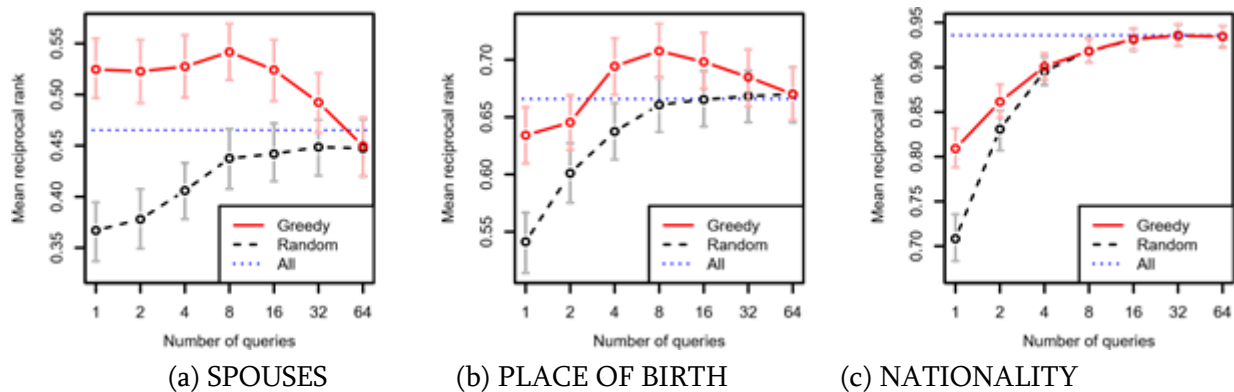 Mean reciprocal rank
0.55
0.50
0.45
0.40
0.35
Greedy
Random
All
1 2 4 8 16 32 64
Number of queries
(a) SPOUSES
Mean reciprocal rank
0.70
0.65
0.60
0.55
Greedy
Random
All
1 2 4 8 16 32 64
Number of queries
(b) PLACE OF BIRTH
Mean reciprocal rank
0.95
0.90
0.85
0.80
0.75
0.70
Greedy
Random
All
1 2 4 8 16 32 64
Number of queries
(c) NATIONALITY